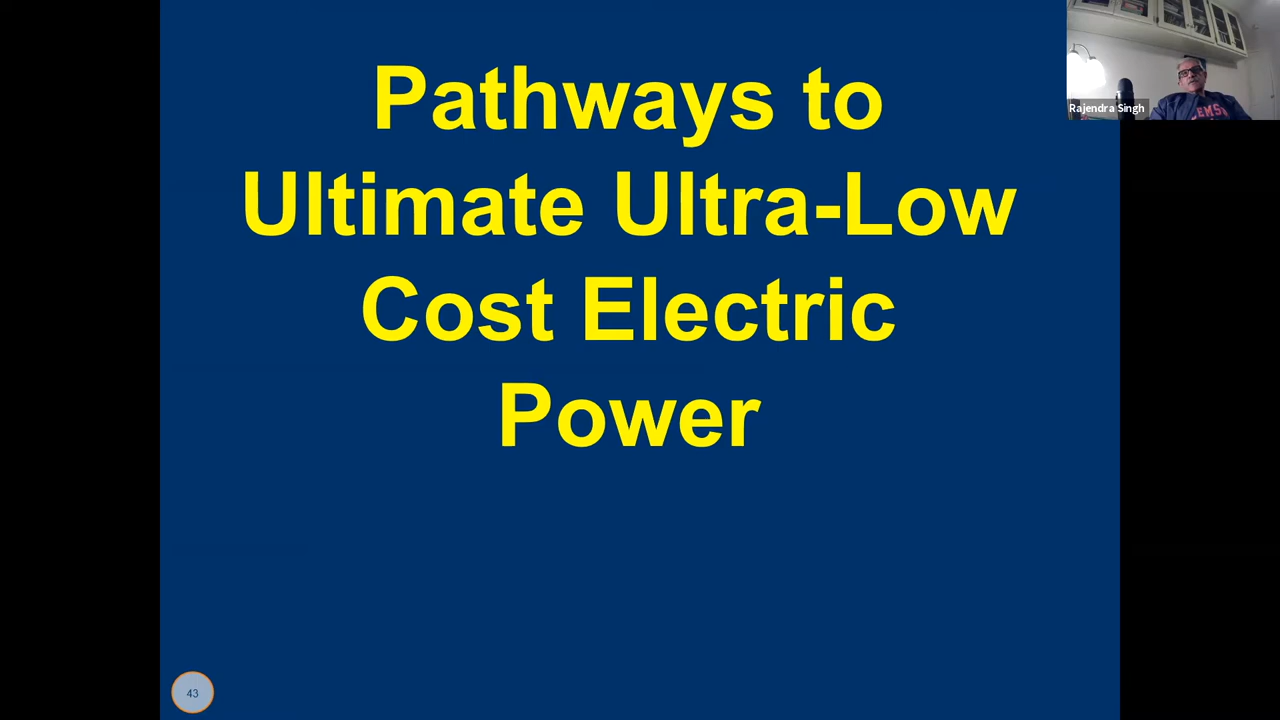 Pathways to
Ultimate Ultra-Low
Cost Electric
Power
Rajendra Singh
43